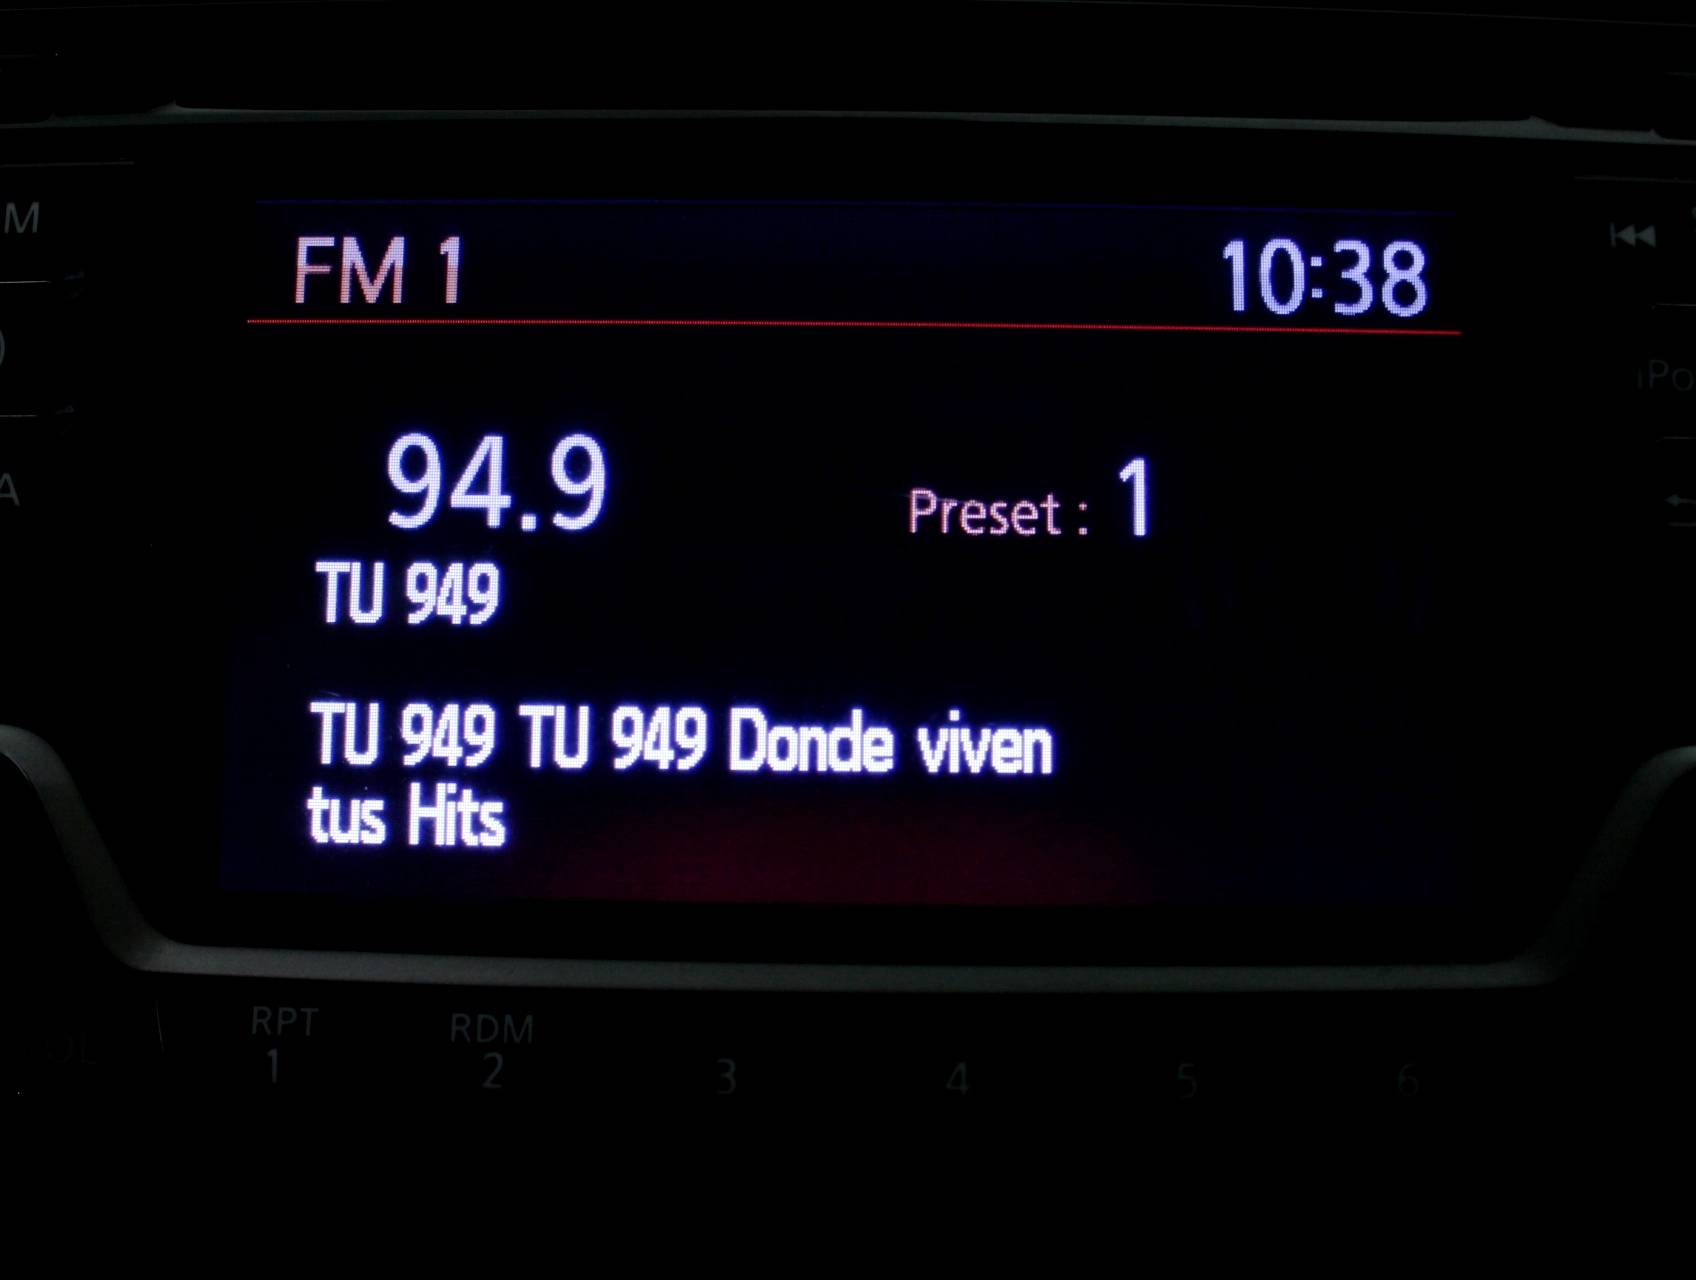 M
FM 1 10:38
iPo
94.9 Preset : 1
A
TU 949
TU 949 TU 949 Donde viven
tus Hits
RPT RDM
1 2 3 4 5 6